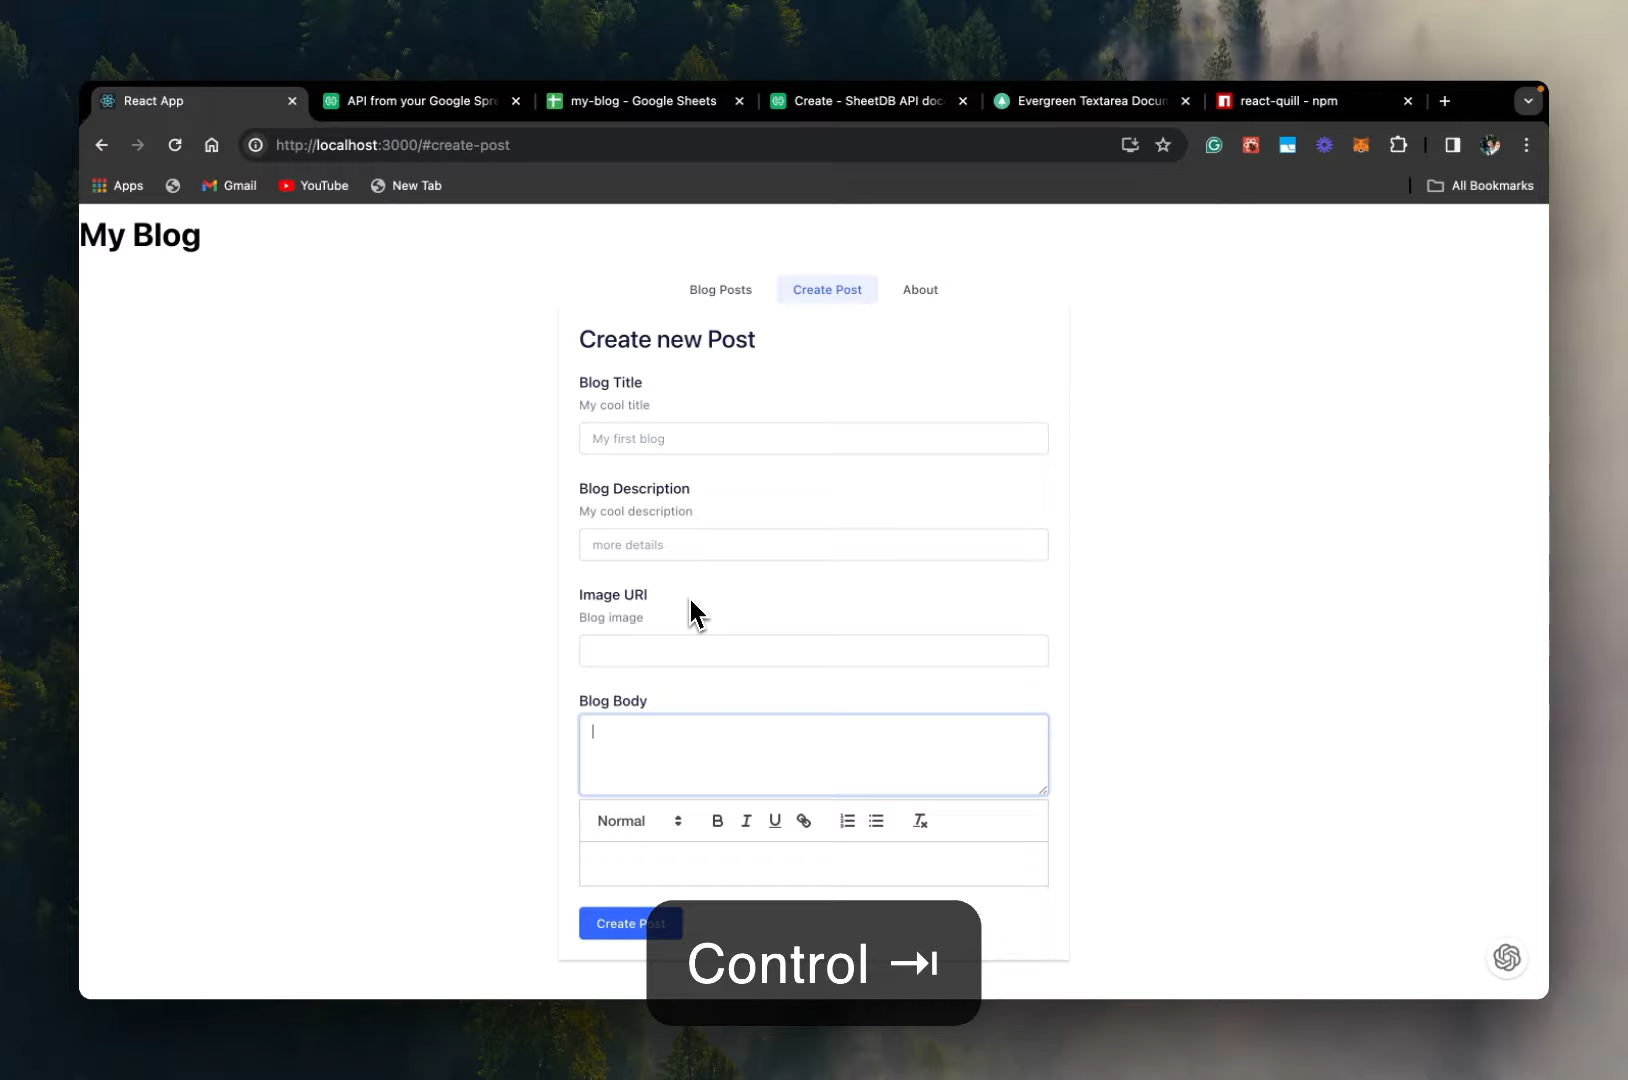 React App
API from your Google Spre
my-blog - Google Sheets
Create - SheetDB API doc
Evergreen Textarea Docun
react-quill - npm
http://localhost:3000/#create-post
Apps
Gmail
YouTube
New Tab
All Bookmarks
My Blog
Blog Posts
Create Post
About
Create new Post
Blog Title
My cool title
My first blog
Blog Description
My cool description
more details
Image URI
Blog image
Blog Body
Normal
Create Post
Control